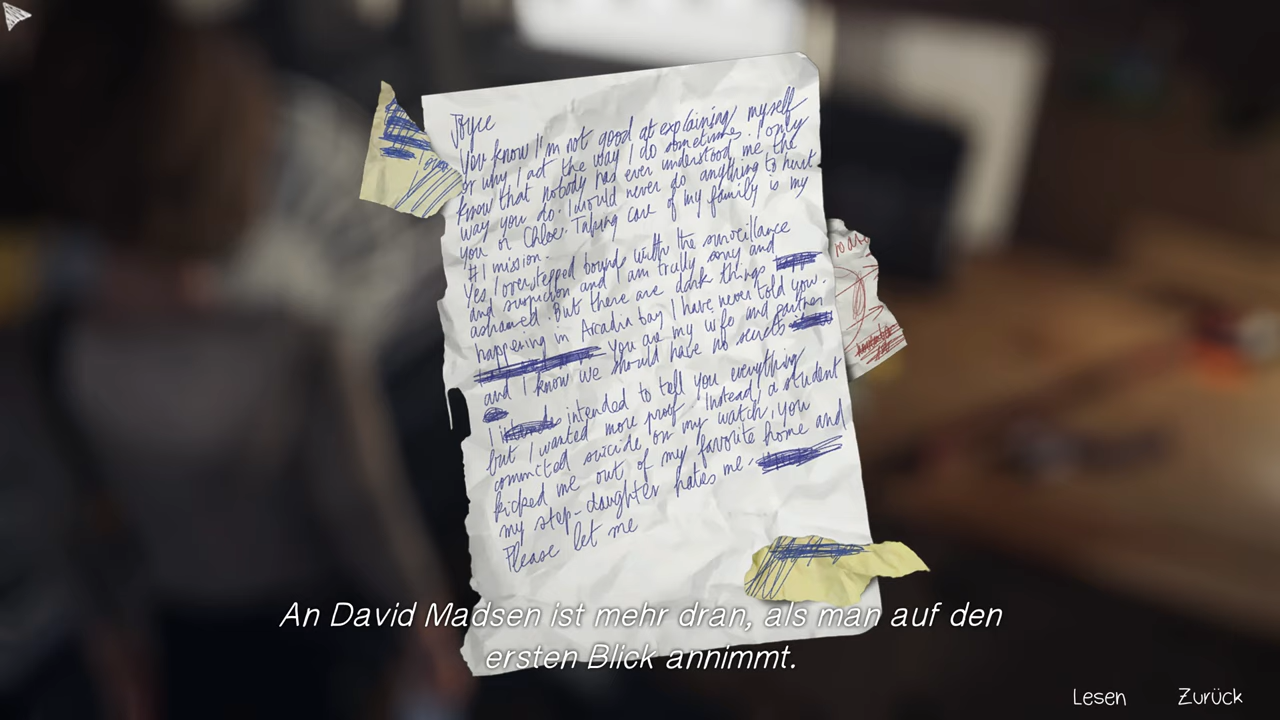 Joyce
You know I'm not good at explaining myself
or why I act the way I do sometimes. I only
know that nobody has ever understood me the
way you do. I would never do anything to hurt
you or Chloe. Taking care of my family is my
#1 mission.
Yes I overstepped bounds with the surveillance
and suspicion and I am trully sorry and
ashamed. But there are dark things
happening in Arcadia bay I have never told you.
You are my wife and partner
and I know we should have no secrets
I intended to tell you everything
but I wanted more proof. Instead, a student
committed suicide on my watch, you
kicked me out of my favorite home and
my step-daughter hates me.
Please let me
An David Madsen ist mehr dran, als man auf den
ersten Blick annimmt.
Lesen Zurück